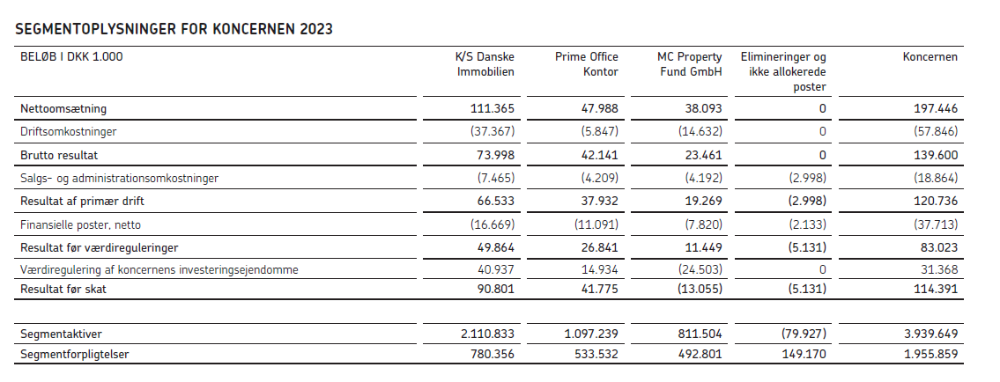 SEGMENTOPLYSNINGER FOR KONCERNEN 2023
BELØB I DKK 1.000 K/S Danske Immobilien Prime Office Kontor MC Property Fund GmbH Elimineringer og ikke allokerede poster Koncernen
Nettoomsætning 111.365 47.988 38.093 0 197.446
Driftsomkostninger (37.367) (5.847) (14.632) 0 (57.846)
Brutto resultat 73.998 42.141 23.461 0 139.600
Salgs- og administrationsomkostninger (7.465) (4.209) (4.192) (2.998) (18.864)
Resultat af primær drift 66.533 37.932 19.269 (2.998) 120.736
Finansielle poster, netto (16.669) (11.091) (7.820) (2.133) (37.713)
Resultat før værdireguleringer 49.864 26.841 11.449 (5.131) 83.023
Værdiregulering af koncernens investeringsejendomme 40.937 14.934 (24.503) 0 31.368
Resultat før skat 90.801 41.775 (13.055) (5.131) 114.391
Segmentaktiver 2.110.833 1.097.239 811.504 (79.927) 3.939.649
Segmentforpligtelser 780.356 533.532 492.801 149.170 1.955.859